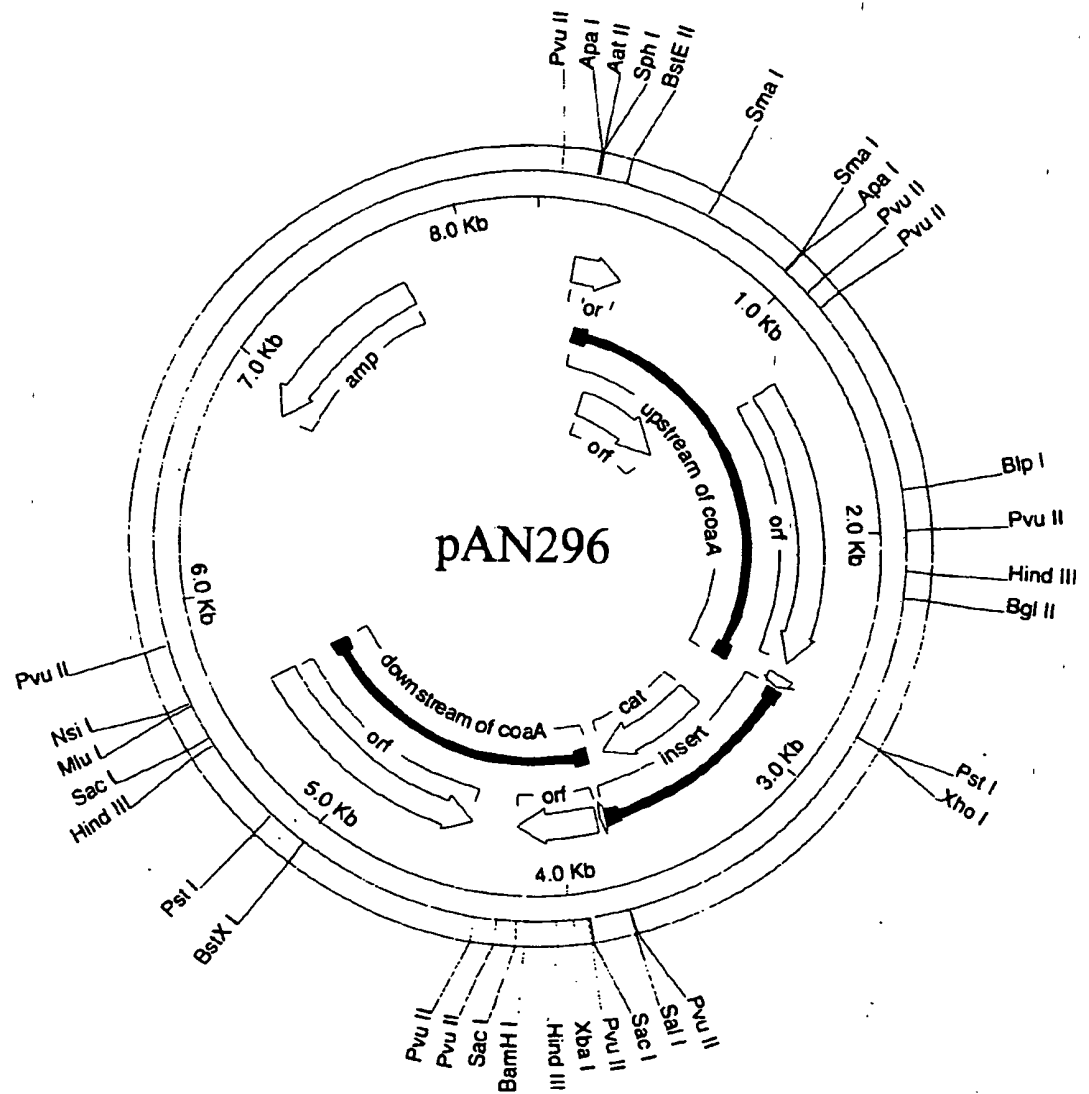 Pvu II
Apa I
Aat II
Sph I
BstE II
Sma I
Sma I
Apa I
Pvu II
Pvu II
8.0 Kb
1.0 Kb
7.0 Kb
'or '
amp
upstream of coaA
orf
orf
Blp I
2.0 Kb
Pvu II
pAN296
Hind III
Bgl II
6.0 Kb
Pvu II
downstream of coaA
cat
insert
orf
orf
Nsi I
Mlu I
Sac I
Hind III
3.0 Kb
Pst I
Xho I
5.0 Kb
4.0 Kb
Pst I
BstX I
Pvu II
Pvu II
Sac I
BamH I
Hind III
Xba I
Pvu II
Sac I
Sal I
Pvu II